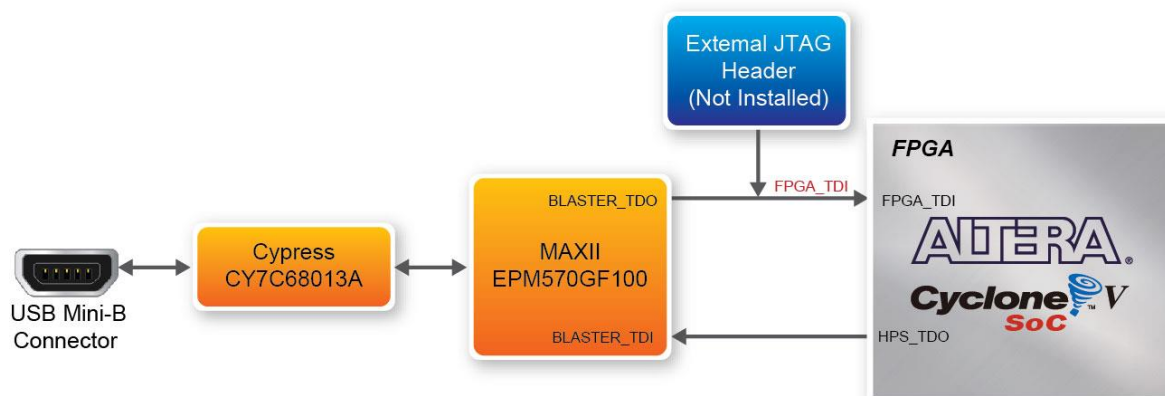 External JTAG
Header
(Not Installed)
FPGA
FPGA_TDI
BLASTER_TDO
FPGA_TDI
ALTERA®
Cypress
CY7C68013A
MAXII
EPM570GF100
Cyclone™ V
SoC
USB Mini-B
Connector
BLASTER_TDI
HPS_TDO